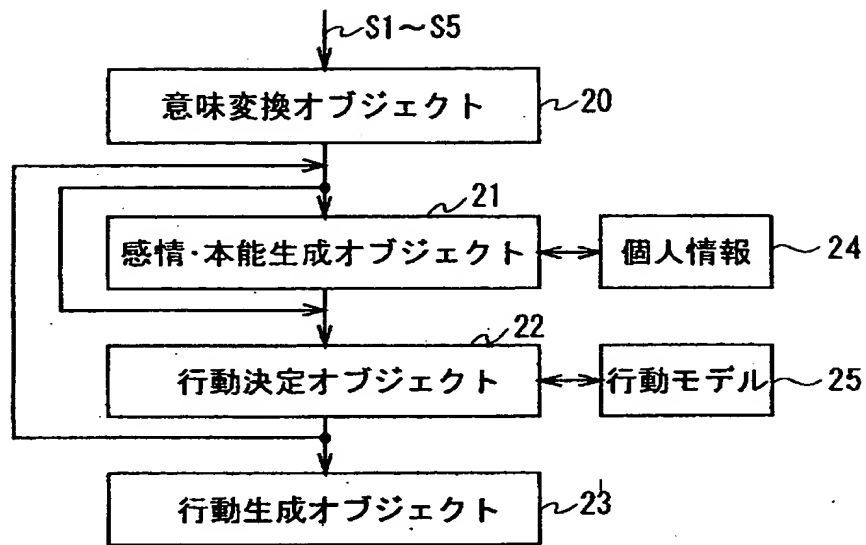 S1～S5
意味変換オブジェクト
20
21
感情・本能生成オブジェクト
個人情報
24
22
行動決定オブジェクト
行動モデル
25
行動生成オブジェクト
23